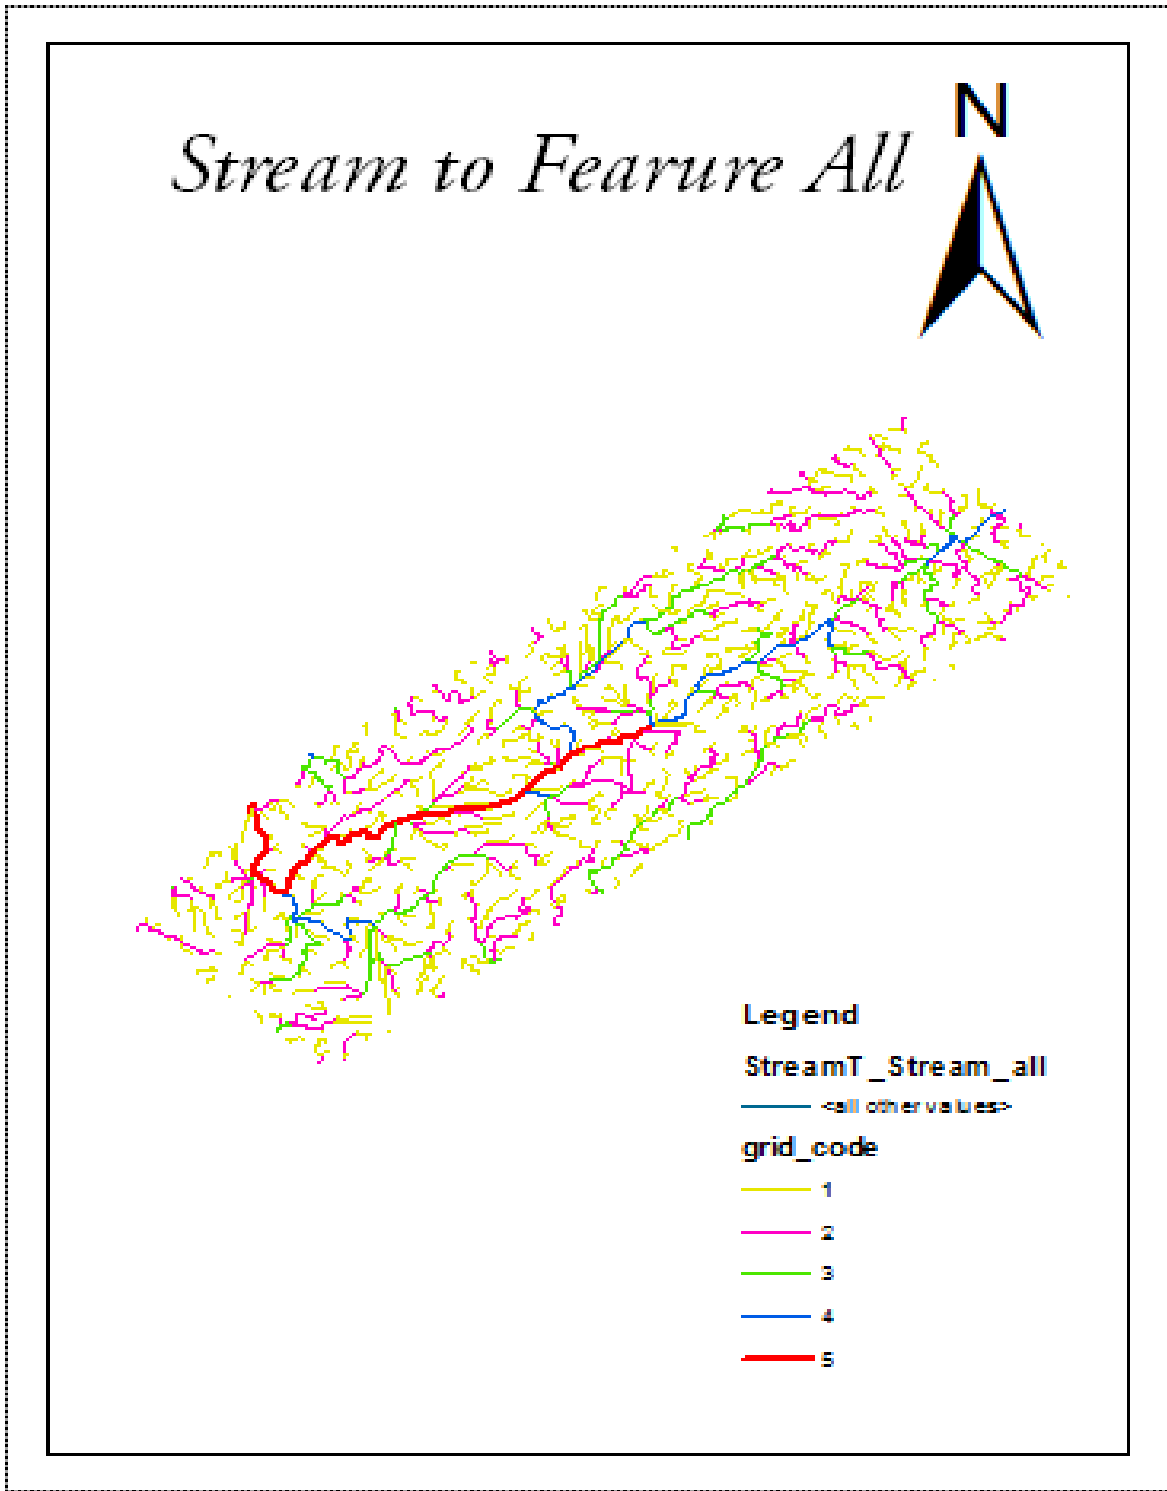 N
Stream to Fearure All
Legend
StreamT_Stream_all
<all other values>
grid_code
1
2
3
4
5